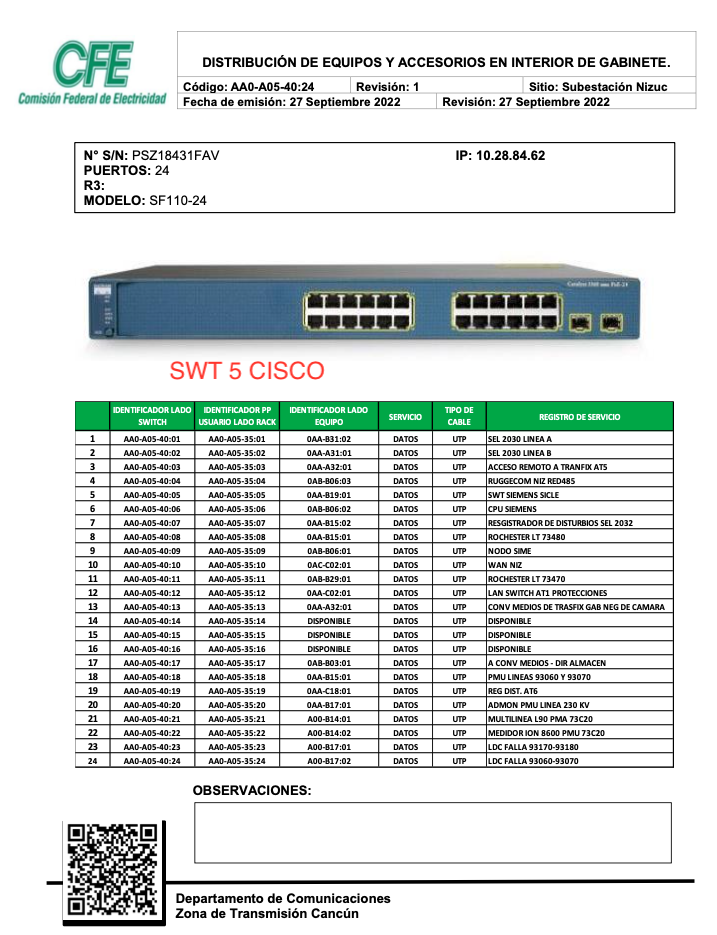 CFE
Comisión Federal de Electricidad
DISTRIBUCIÓN DE EQUIPOS Y ACCESORIOS EN INTERIOR DE GABINETE.
Código: AA0-A05-40:24 Revisión: 1 Sitio: Subestación Nizuc
Fecha de emisión: 27 Septiembre 2022 Revisión: 27 Septiembre 2022
N° S/N: PSZ18431FAV IP: 10.28.84.62
PUERTOS: 24
R3:
MODELO: SF110-24
SWT 5 CISCO
IDENTIFICADOR LADO SWITCH IDENTIFICADOR PP USUARIO LADO RACK IDENTIFICADOR LADO EQUIPO SERVICIO TIPO DE CABLE REGISTRO DE SERVICIO
1 AA0-A05-40:01 AA0-A05-35:01 0AA-B31:02 DATOS UTP SEL 2030 LINEA A
2 AA0-A05-40:02 AA0-A05-35:02 0AA-A31:01 DATOS UTP SEL 2030 LINEA B
3 AA0-A05-40:03 AA0-A05-35:03 0AA-A32:01 DATOS UTP ACCESO REMOTO A TRANFIX AT5
4 AA0-A05-40:04 AA0-A05-35:04 0AB-B06:03 DATOS UTP RUGGECOM NIZ RED485
5 AA0-A05-40:05 AA0-A05-35:05 0AA-B19:01 DATOS UTP SWT SIEMENS SICLE
6 AA0-A05-40:06 AA0-A05-35:06 0AB-B06:02 DATOS UTP CPU SIEMENS
7 AA0-A05-40:07 AA0-A05-35:07 0AA-B15:02 DATOS UTP RESGISTRADOR DE DISTURBIOS SEL 2032
8 AA0-A05-40:08 AA0-A05-35:08 0AA-B15:01 DATOS UTP ROCHESTER LT 73480
9 AA0-A05-40:09 AA0-A05-35:09 0AB-B06:01 DATOS UTP NODO SIME
10 AA0-A05-40:10 AA0-A05-35:10 0AC-C02:01 DATOS UTP WAN NIZ
11 AA0-A05-40:11 AA0-A05-35:11 0AB-B29:01 DATOS UTP ROCHESTER LT 73470
12 AA0-A05-40:12 AA0-A05-35:12 0AA-C02:01 DATOS UTP LAN SWITCH AT1 PROTECCIONES
13 AA0-A05-40:13 AA0-A05-35:13 0AA-A32:01 DATOS UTP CONV MEDIOS DE TRASFIX GAB NEG DE CAMARA
14 AA0-A05-40:14 AA0-A05-35:14 DISPONIBLE DATOS UTP DISPONIBLE
15 AA0-A05-40:15 AA0-A05-35:15 DISPONIBLE DATOS UTP DISPONIBLE
16 AA0-A05-40:16 AA0-A05-35:16 DISPONIBLE DATOS UTP DISPONIBLE
17 AA0-A05-40:17 AA0-A05-35:17 0AB-B03:01 DATOS UTP A CONV MEDIOS - DIR ALMACEN
18 AA0-A05-40:18 AA0-A05-35:18 0AA-B15:01 DATOS UTP PMU LINEAS 93060 Y 93070
19 AA0-A05-40:19 AA0-A05-35:19 0AA-C18:01 DATOS UTP REG DIST. AT6
20 AA0-A05-40:20 AA0-A05-35:20 0AA-B17:01 DATOS UTP ADMON PMU LINEA 230 KV
21 AA0-A05-40:21 AA0-A05-35:21 A00-B14:01 DATOS UTP MULTILINEA L90 PMA 73C20
22 AA0-A05-40:22 AA0-A05-35:22 A00-B14:02 DATOS UTP MEDIDOR ION 8600 PMU 73C20
23 AA0-A05-40:23 AA0-A05-35:23 A00-B17:01 DATOS UTP LDC FALLA 93170-93180
24 AA0-A05-40:24 AA0-A05-35:24 A00-B17:02 DATOS UTP LDC FALLA 93060-93070
OBSERVACIONES:
Departamento de Comunicaciones
Zona de Transmisión Cancún